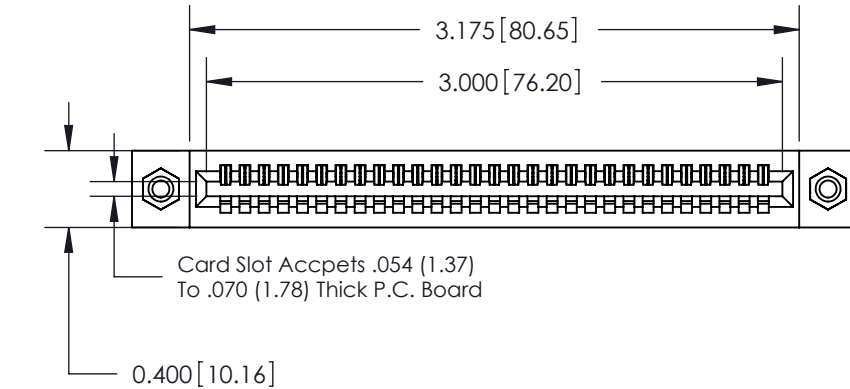 3.175[80.65]
3.000[76.20]
Card Slot Accpets .054 (1.37)
To .070 (1.78) Thick P.C. Board
0.400[10.16]